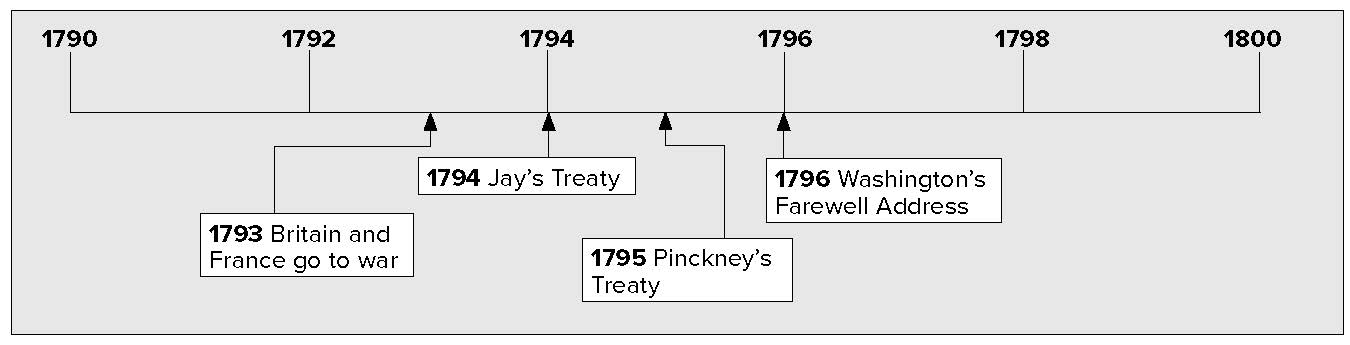 1790 1792 1794 1796 1798 1800
1793 Britain and
France go to war
1794 Jay’s Treaty
1795 Pinckney’s
Treaty
1796 Washington’s
Farewell Address